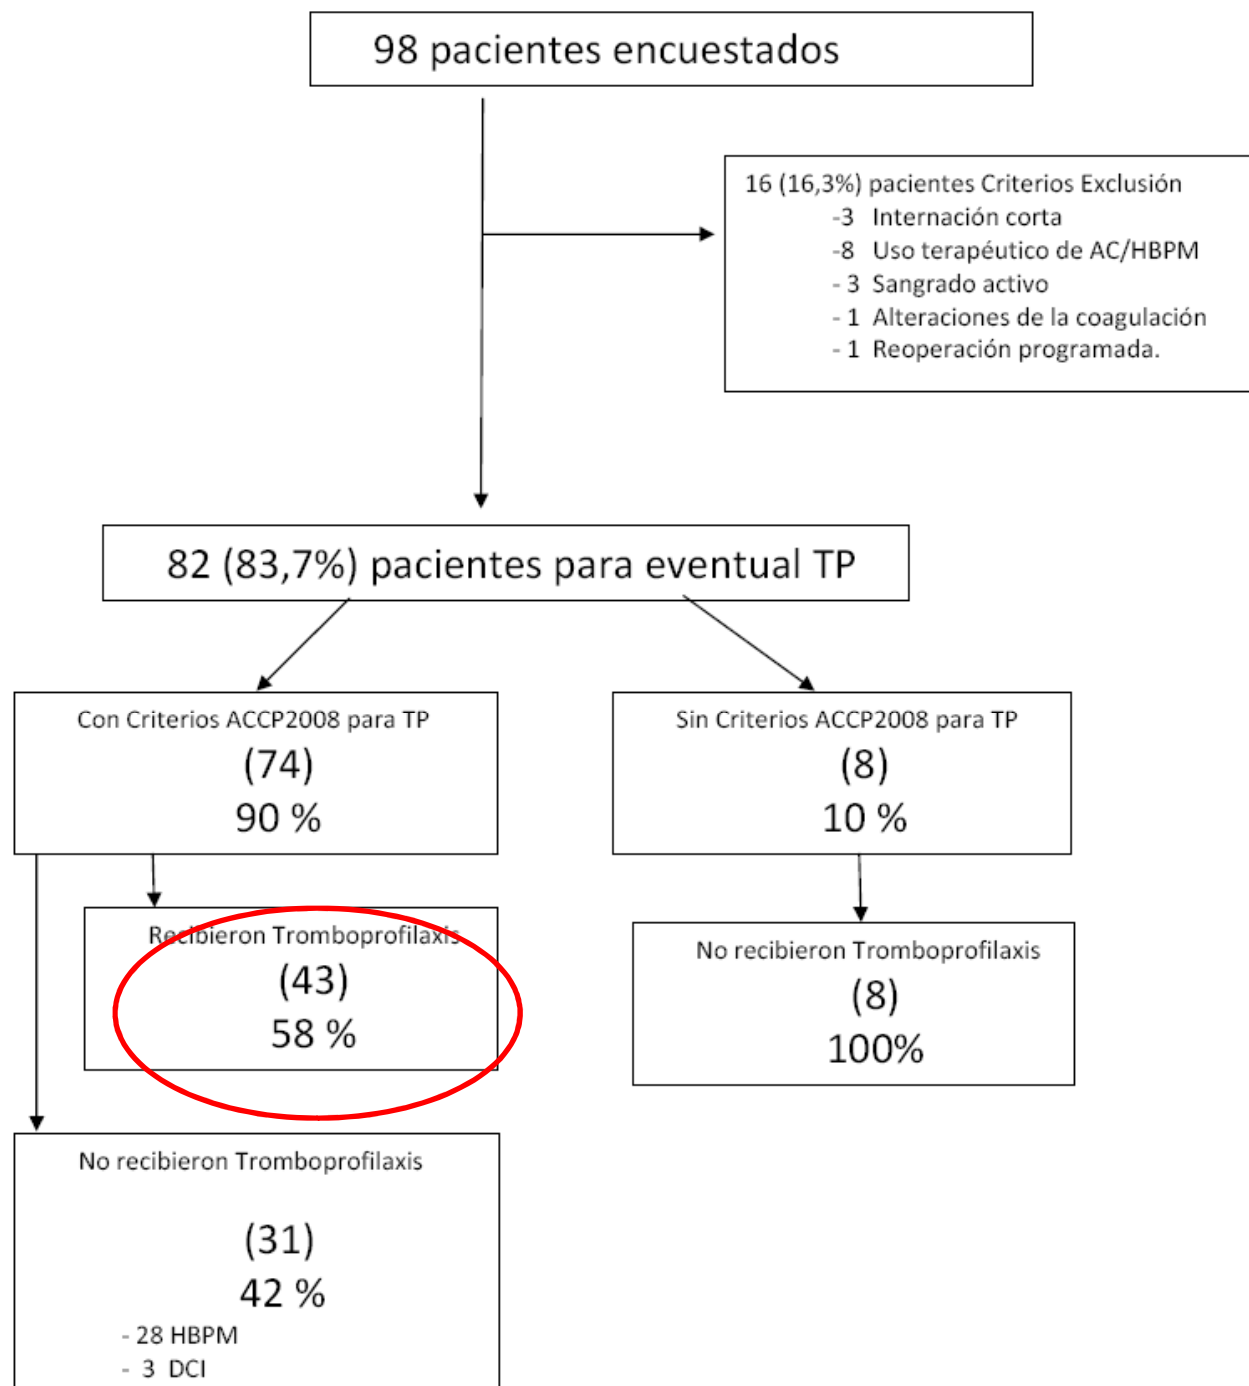 98 pacientes encuestados
16 (16,3%) pacientes Criterios Exclusión
-3 Internación corta
-8 Uso terapéutico de AC/HBPM
- 3 Sangrado activo
- 1 Alteraciones de la coagulación
- 1 Reoperación programada.
82 (83,7%) pacientes para eventual TP
Con Criterios ACCP2008 para TP
(74)
90 %
Sin Criterios ACCP2008 para TP
(8)
10 %
Recibieron Tromboprofilaxis
(43)
58 %
No recibieron Tromboprofilaxis
(8)
100%
No recibieron Tromboprofilaxis
(31)
42 %
- 28 HBPM
- 3 DCI